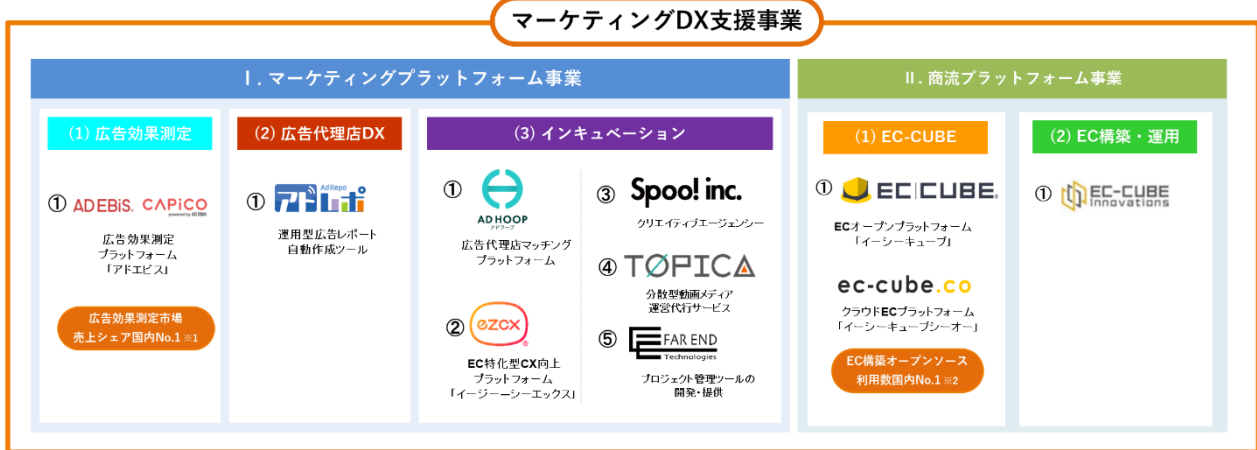 マーケティングDX支援事業
Ⅰ. マーケティングプラットフォーム事業
(1) 広告効果測定
① AD EBiS. CAPiCO
powered by AD EBiS
広告効果測定
プラットフォーム
「アドエビス」
広告効果測定市場
売上シェア国内No.1 ※1
(2) 広告代理店DX
① アドレポ
AdRepo
運用型広告レポート
自動作成ツール
(3) インキュベーション
①
AD HOOP
アドフープ
広告代理店マッチング
プラットフォーム
② ezcx®
EC特化型CX向上
プラットフォーム
「イージーーシーエックス」
③ Spoo! inc.
クリエイティブエージェンシー
④ TØPICA
分散型動画メディア
運営代行サービス
⑤ FAR END
Technologies
プロジェクト管理ツールの
開発・提供
Ⅱ. 商流プラットフォーム事業
(1) EC-CUBE
① EC CUBE®
ECオープンプラットフォーム
「イーシーキューブ」
ec-cube.co
クラウドECプラットフォーム
「イーシーキューブシーオー」
EC構築オープンソース
利用数国内No.1 ※2
(2) EC構築・運用
① EC-CUBE
Innovations